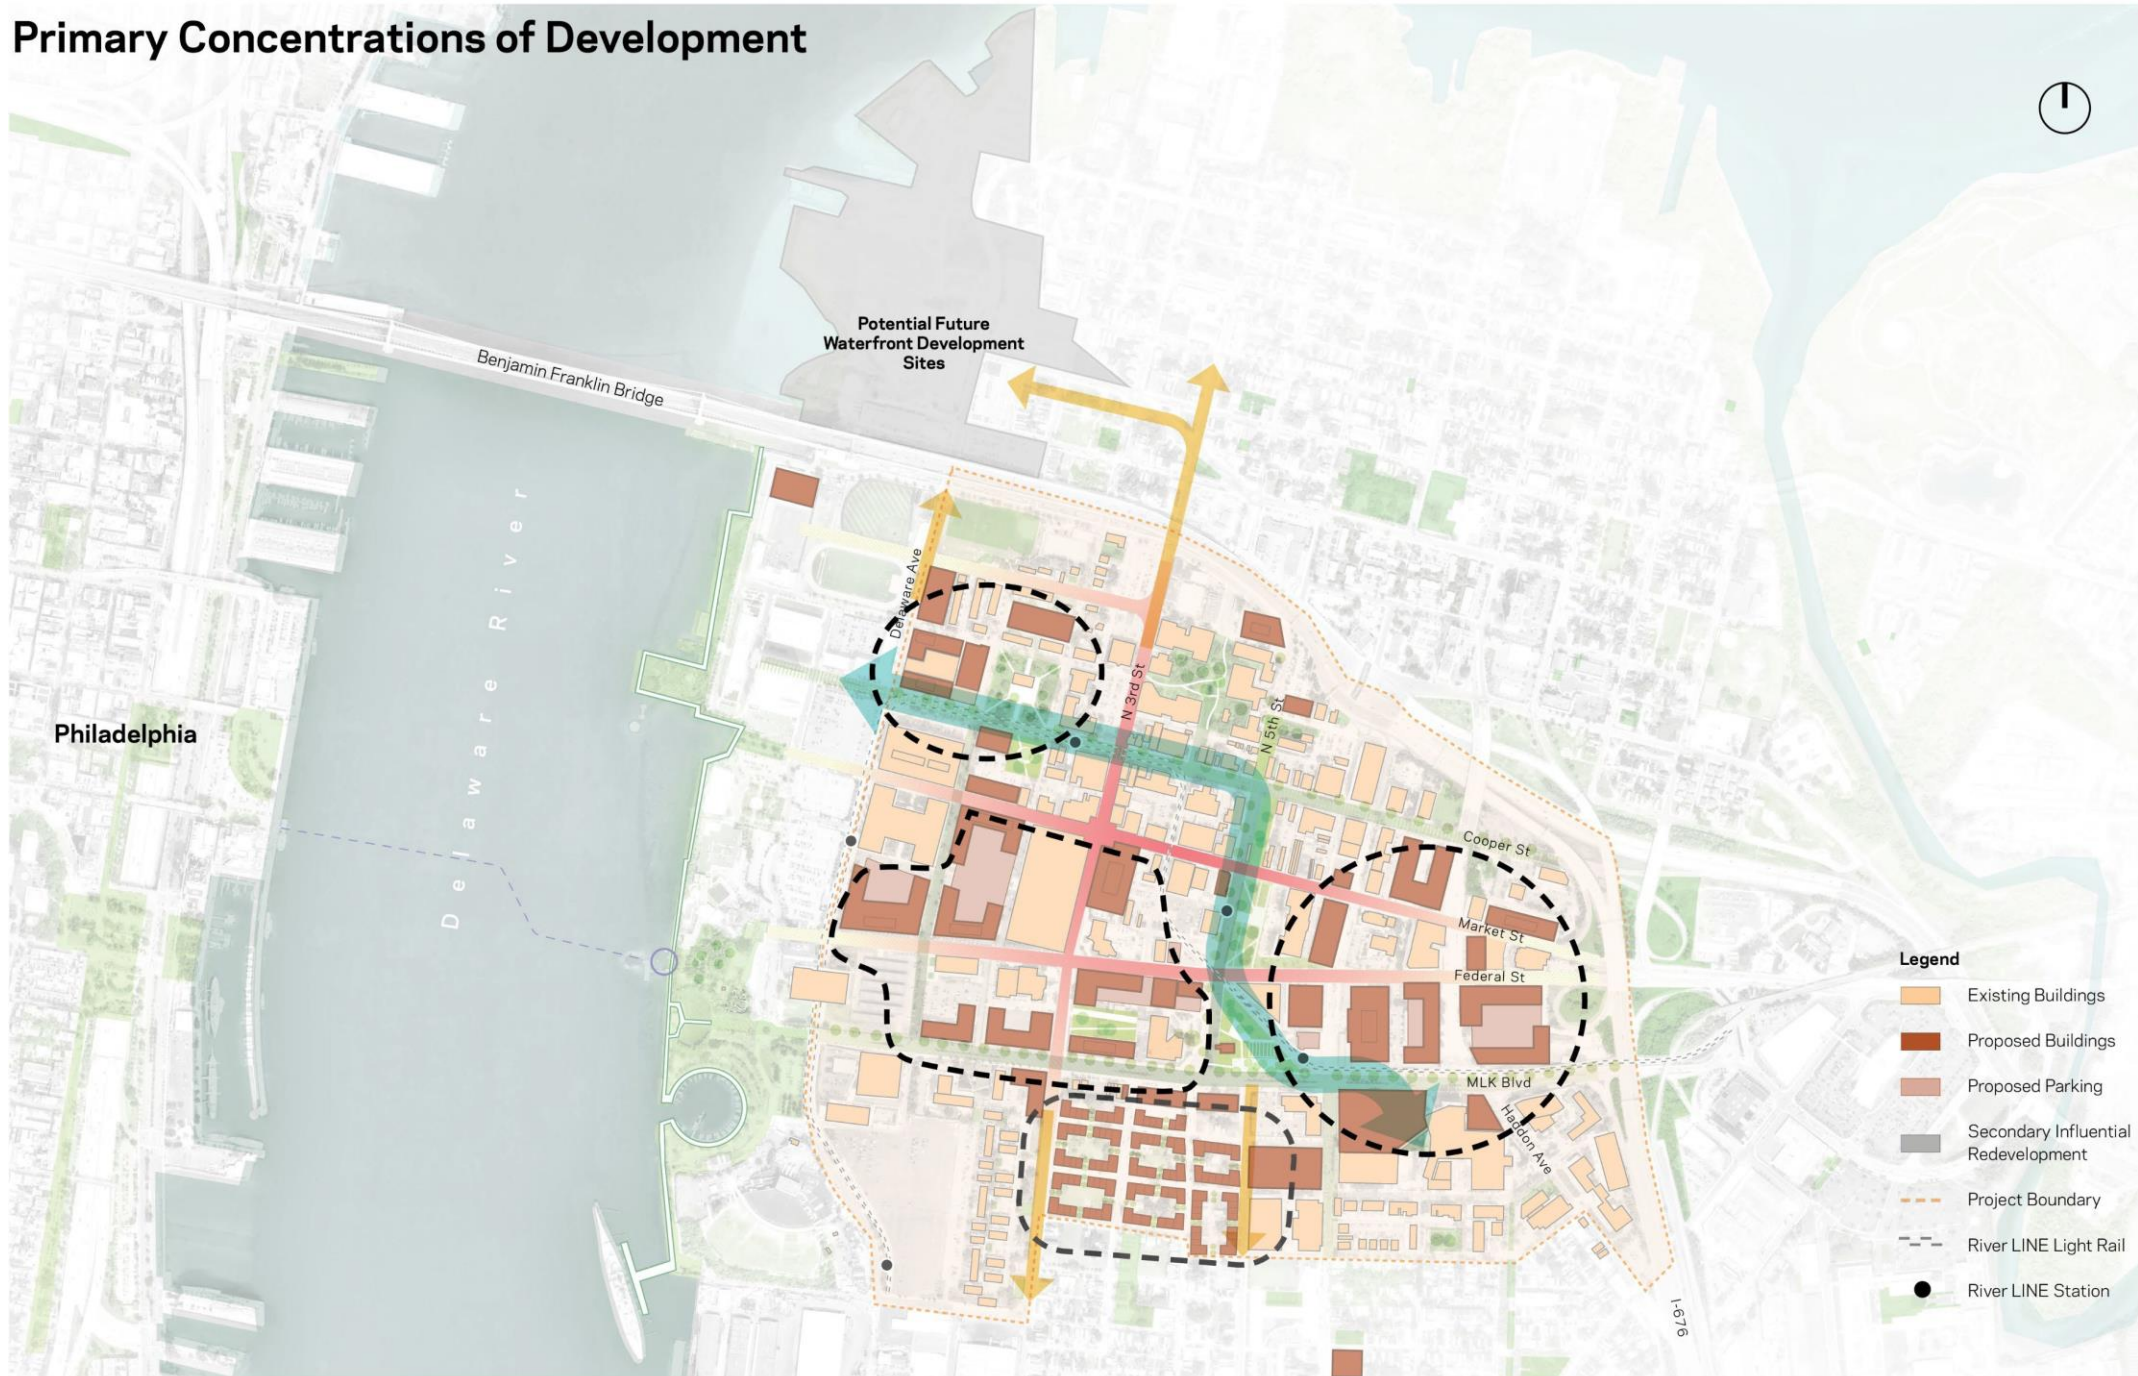 Primary Concentrations of Development
Potential Future
Waterfront Development
Sites
Benjamin Franklin Bridge
Delaware River
Philadelphia
Delaware Ave
N 3rd St
N 5th St
Cooper St
Market St
Federal St
MLK Blvd
Haddon Ave
I-676
Legend
Existing Buildings
Proposed Buildings
Proposed Parking
Secondary Influential
Redevelopment
Project Boundary
River LINE Light Rail
River LINE Station